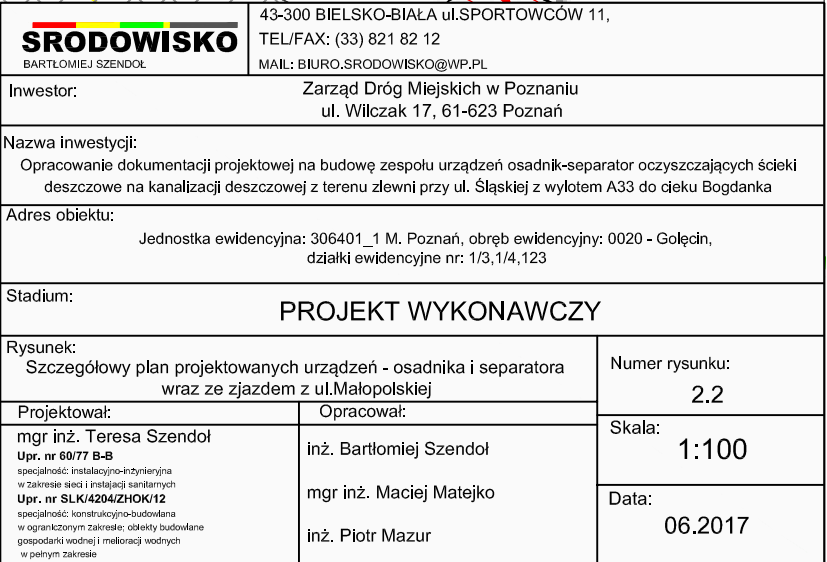 43-300 BIELSKO-BIAŁA ul.SPORTOWCÓW 11,
SRODOWISKO
TEL/FAX: (33) 821 82 12
BARTŁOMIEJ SZENDOŁ
MAIL: BIURO.SRODOWISKO@WP.PL
Inwestor:
Zarząd Dróg Miejskich w Poznaniu
ul. Wilczak 17, 61-623 Poznań
Nazwa inwestycji:
Opracowanie dokumentacji projektowej na budowę zespołu urządzeń osadnik-separator oczyszczających ścieki
deszczowe na kanalizacji deszczowej z terenu zlewni przy ul. Śląskiej z wylotem A33 do cieku Bogdanka
Adres obiektu:
Jednostka ewidencyjna: 306401_1 M. Poznań, obręb ewidencyjny: 0020 - Golęcin,
działki ewidencyjne nr: 1/3,1/4,123
Stadium:
PROJEKT WYKONAWCZY
Rysunek:
Szczegółowy plan projektowanych urządzeń - osadnika i separatora
wraz ze zjazdem z ul.Małopolskiej
Numer rysunku:
2.2
Projektował:
mgr inż. Teresa Szendoł
Upr. nr 60/77 B-B
specjalność: instalacyjno-inżynieryjna
w zakresie sieci i instalacji sanitarnych
Upr. nr SLK/4204/ZHOK/12
specjalność: konstrukcyjno-budowlana
w ograniczonym zakresie; obiekty budowlane
gospodarki wodnej i melioracji wodnych
w pełnym zakresie
Opracował:
inż. Bartłomiej Szendoł
mgr inż. Maciej Matejko
inż. Piotr Mazur
Skala:
1:100
Data:
06.2017